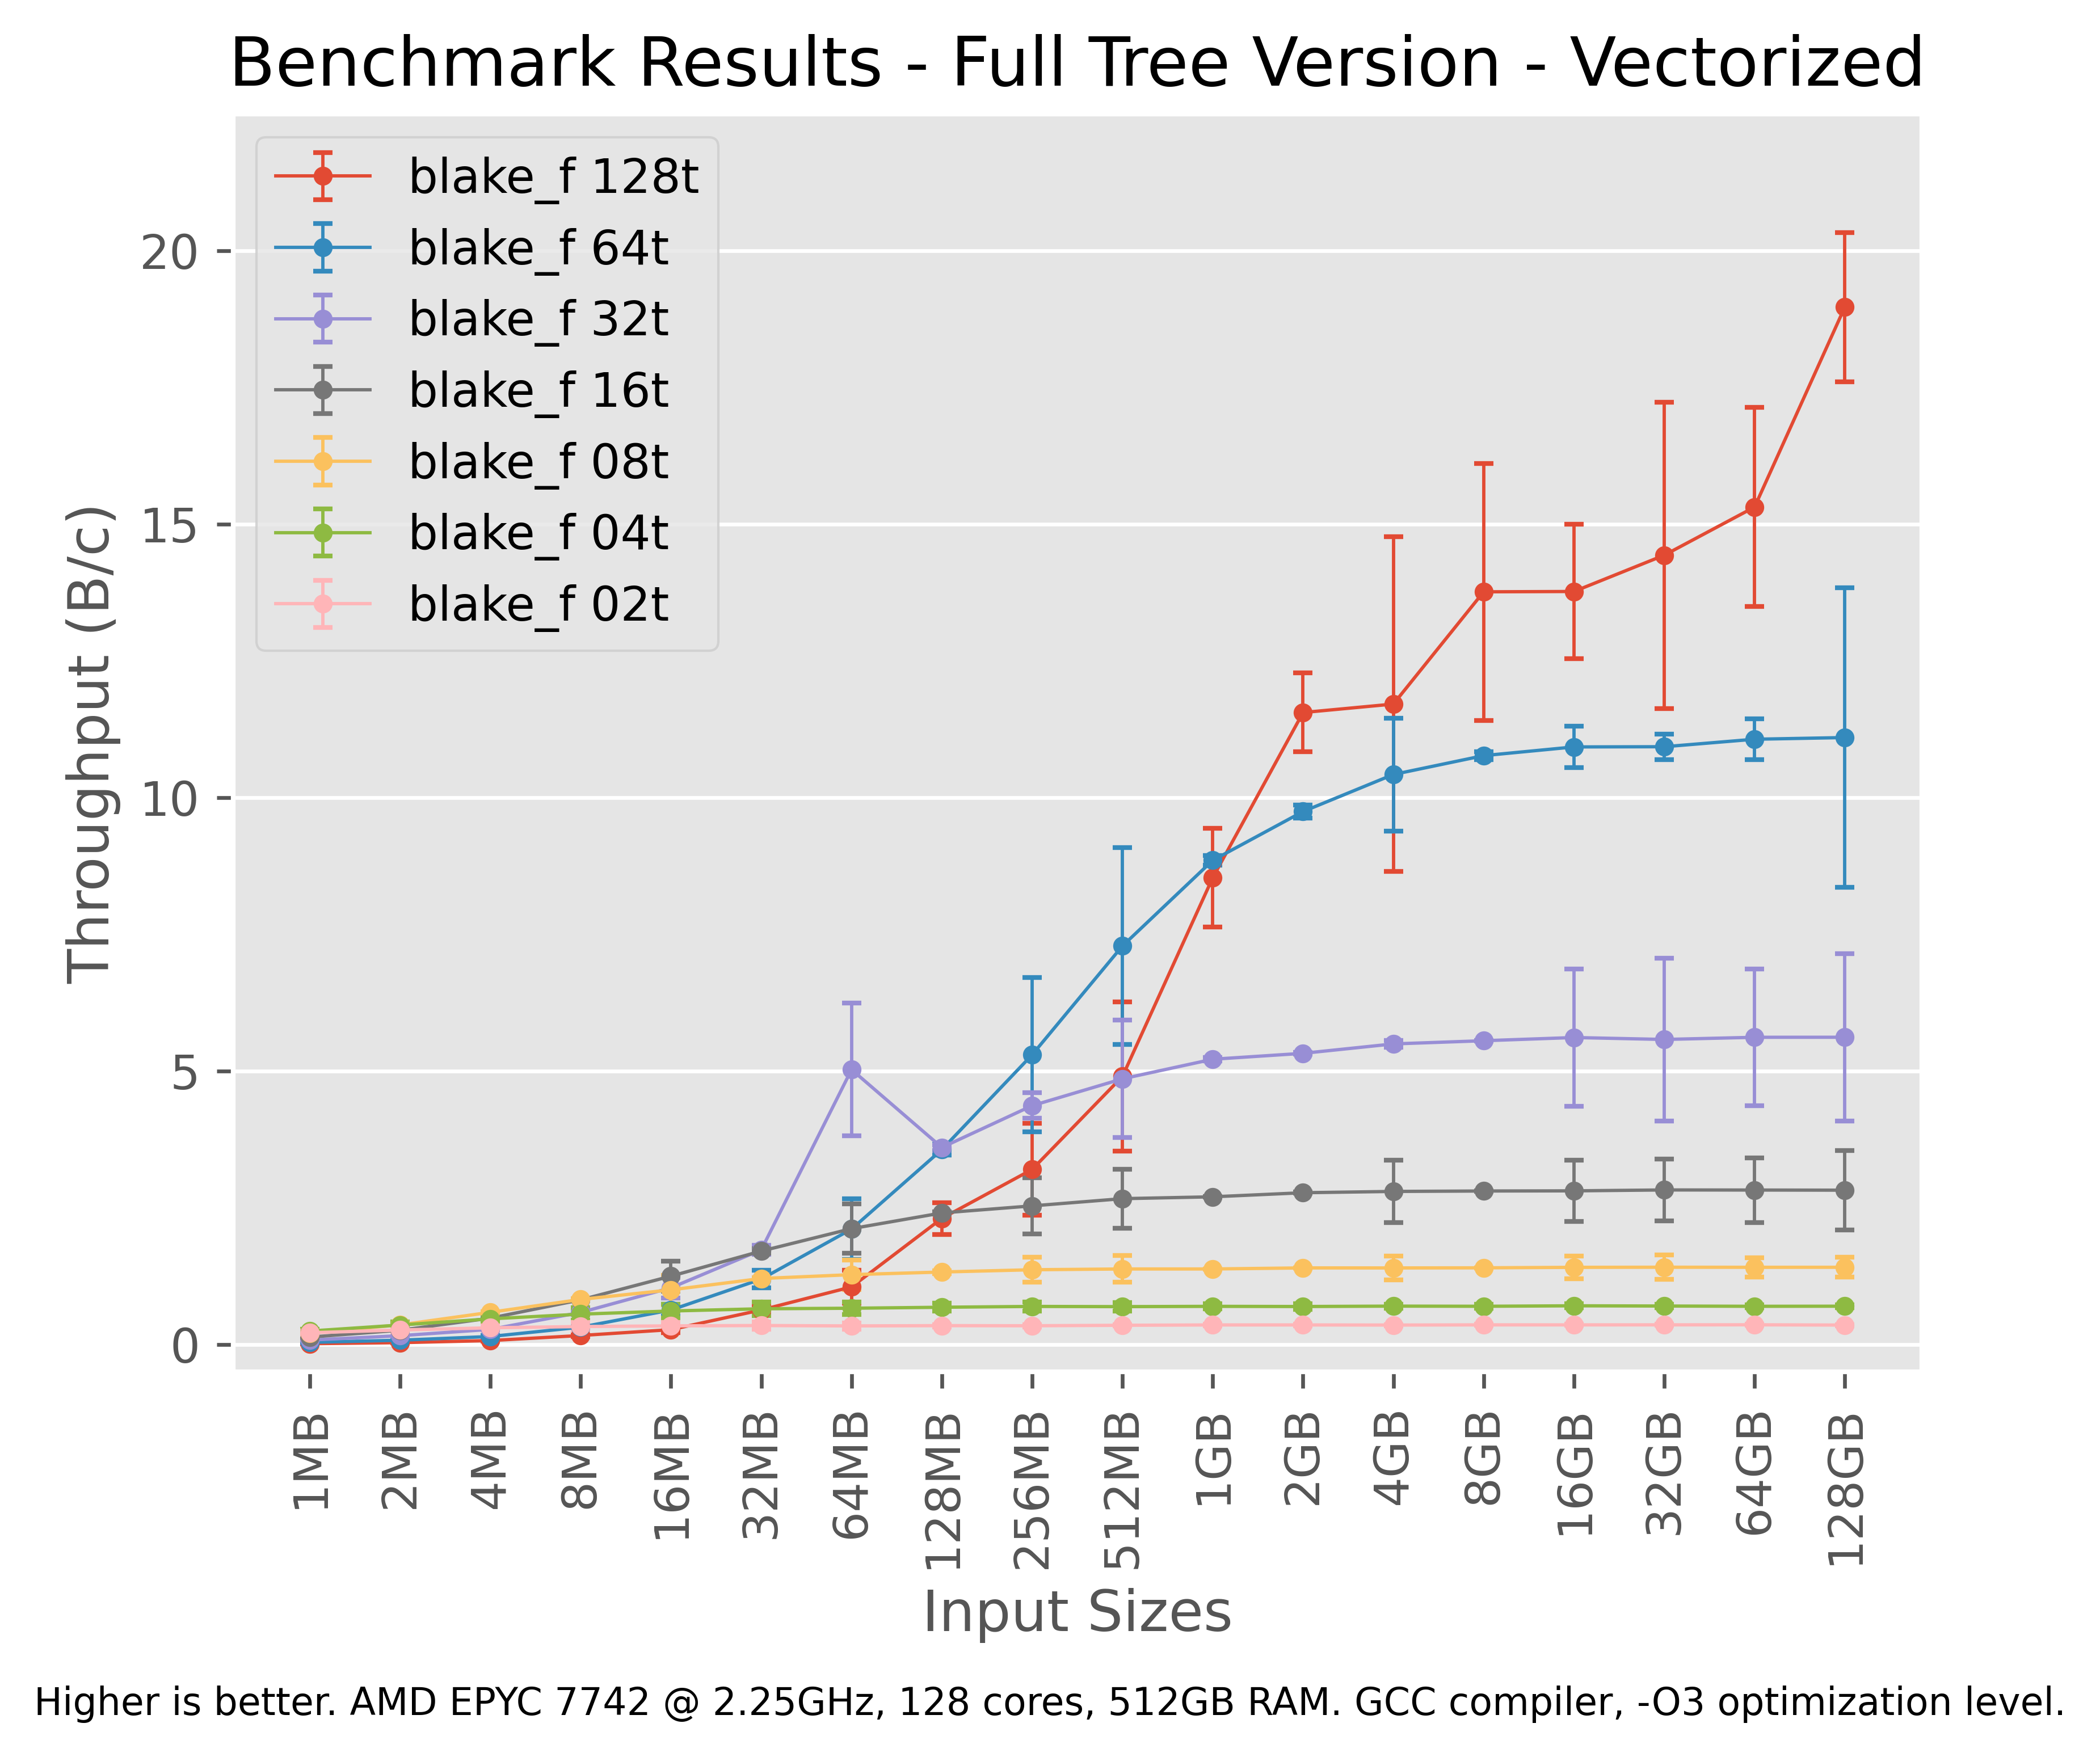 Benchmark Results - Full Tree Version - Vectorized
blake_f 128t
blake_f 64t
blake_f 32t
blake_f 16t
blake_f 08t
blake_f 04t
blake_f 02t
Throughput (B/c)
20
15
10
5
0
1MB
2MB
4MB
8MB
16MB
32MB
64MB
128MB
256MB
512MB
1GB
2GB
4GB
8GB
16GB
32GB
64GB
128GB
Input Sizes
Higher is better. AMD EPYC 7742 @ 2.25GHz, 128 cores, 512GB RAM. GCC compiler, -O3 optimization level.